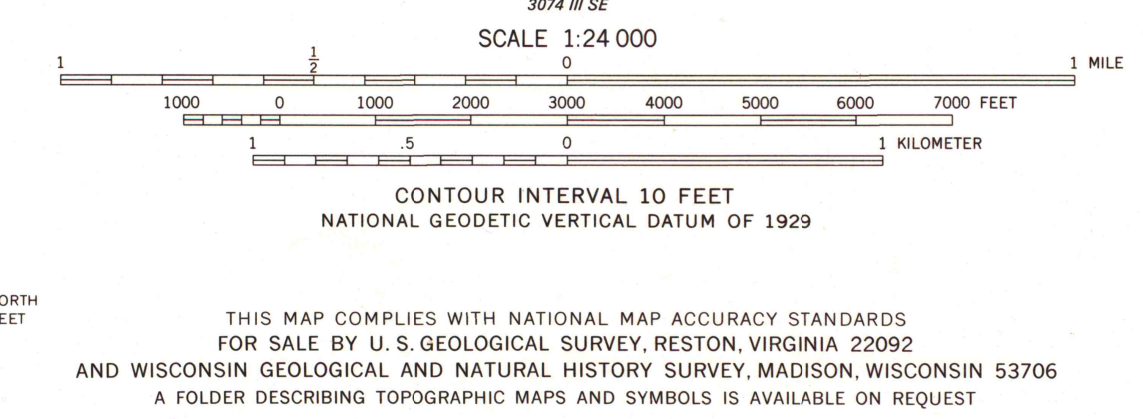 3074 III SE
SCALE 1:24 000
1 1/2 0 1 MILE
1000 0 1000 2000 3000 4000 5000 6000 7000 FEET
1 .5 0 1 KILOMETER
CONTOUR INTERVAL 10 FEET
NATIONAL GEODETIC VERTICAL DATUM OF 1929
ORTH
EET
THIS MAP COMPLIES WITH NATIONAL MAP ACCURACY STANDARDS
FOR SALE BY U. S. GEOLOGICAL SURVEY, RESTON, VIRGINIA 22092
AND WISCONSIN GEOLOGICAL AND NATURAL HISTORY SURVEY, MADISON, WISCONSIN 53706
A FOLDER DESCRIBING TOPOGRAPHIC MAPS AND SYMBOLS IS AVAILABLE ON REQUEST